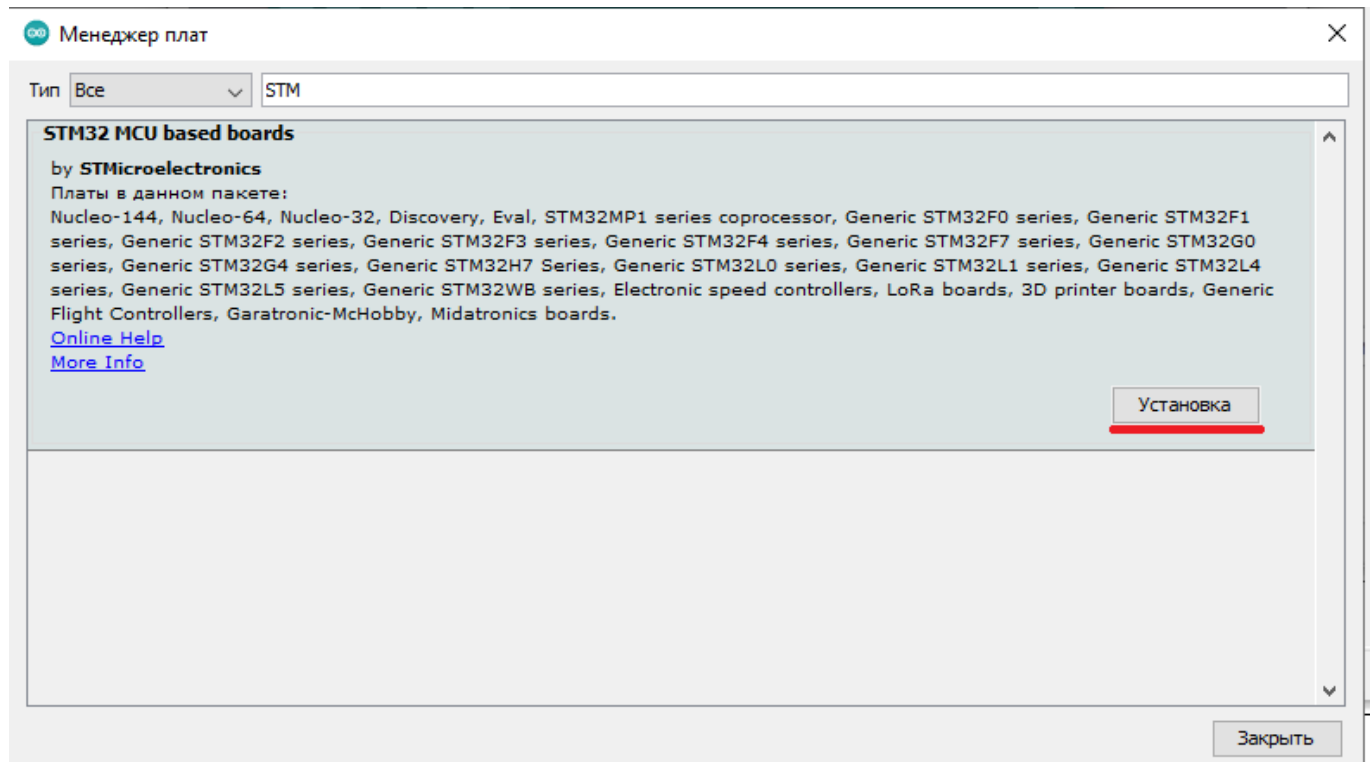 Менеджер плат
Тип Все STM
STM32 MCU based boards
by STMicroelectronics
Платы в данном пакете:
Nucleo-144, Nucleo-64, Nucleo-32, Discovery, Eval, STM32MP1 series coprocessor, Generic STM32F0 series, Generic STM32F1
series, Generic STM32F2 series, Generic STM32F3 series, Generic STM32F4 series, Generic STM32F7 series, Generic STM32G0
series, Generic STM32G4 series, Generic STM32H7 Series, Generic STM32L0 series, Generic STM32L1 series, Generic STM32L4
series, Generic STM32L5 series, Generic STM32WB series, Electronic speed controllers, LoRa boards, 3D printer boards, Generic
Flight Controllers, Garatronic-McHobby, Midatronics boards.
Online Help
More Info
Установка
Закрыть